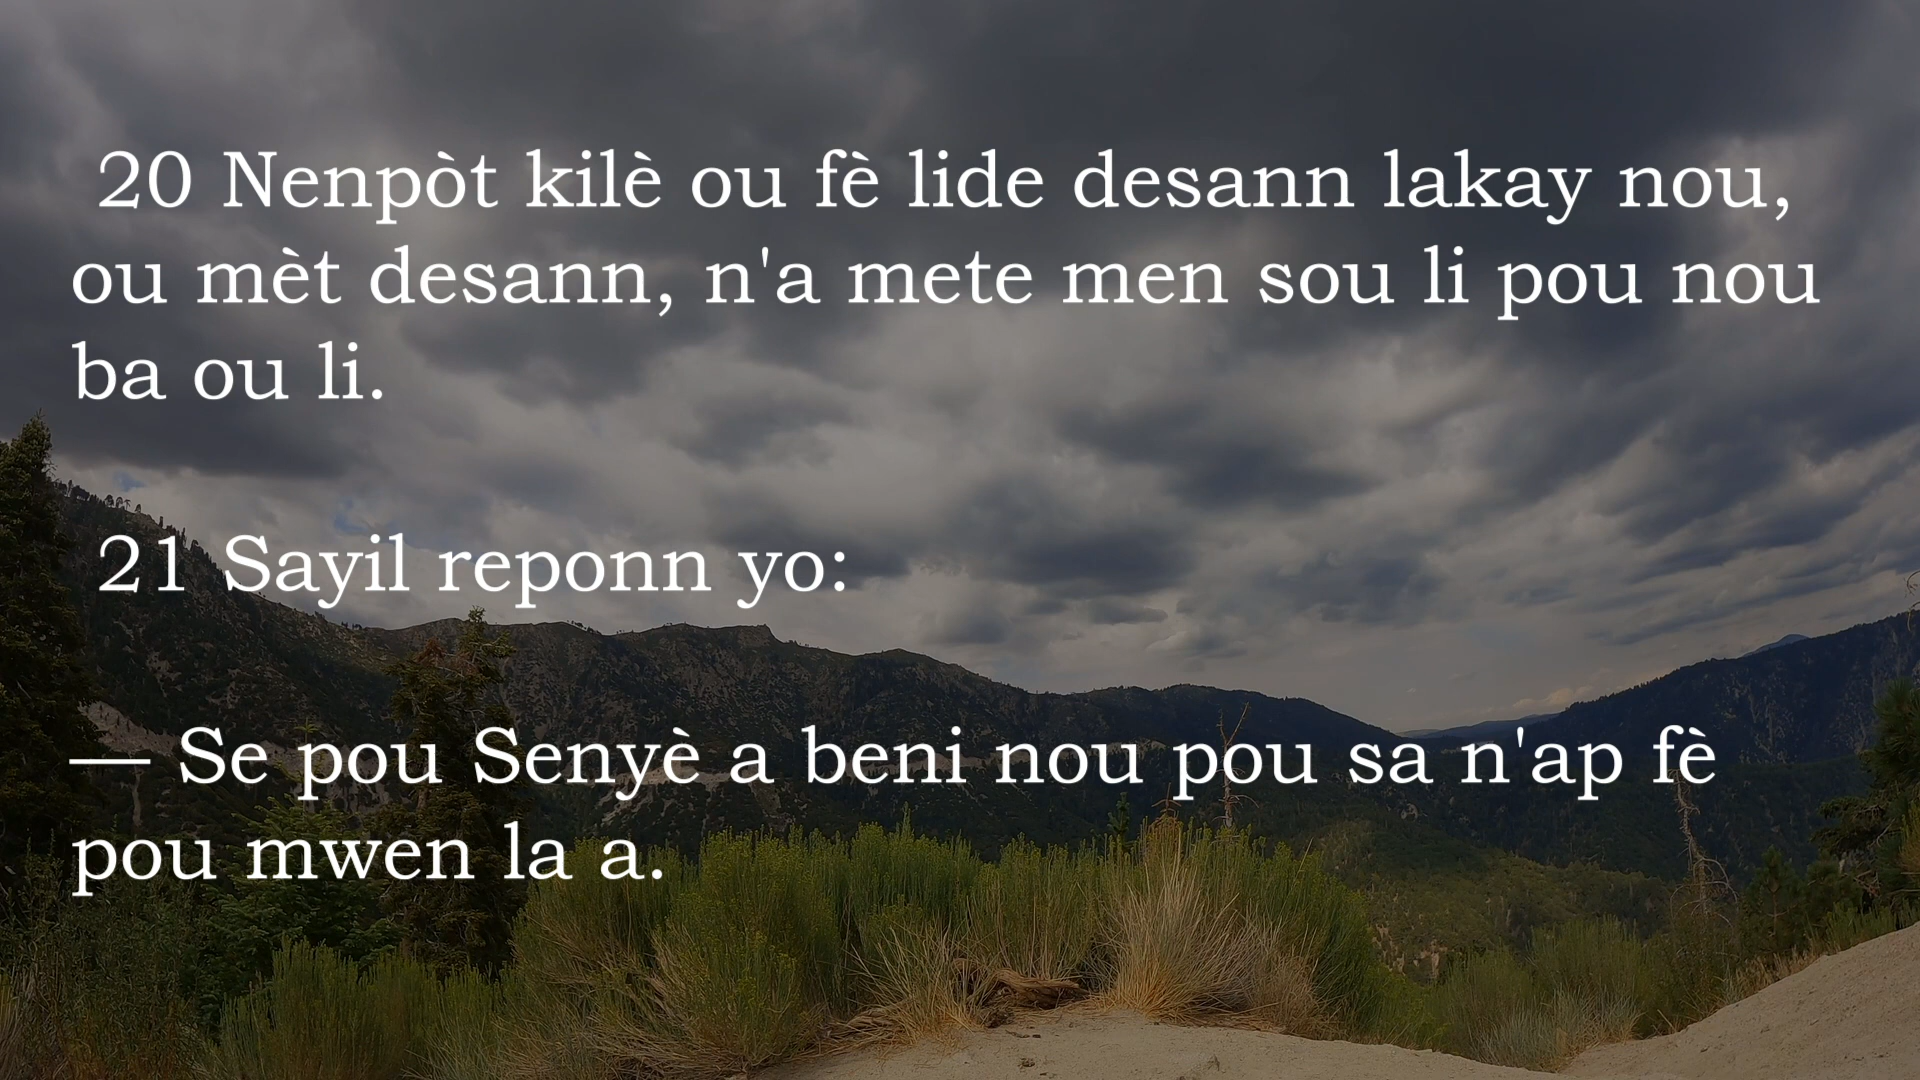 20 Nenpòt kilè ou fè lide desann lakay nou,
ou mèt desann, n'a mete men sou li pou nou
ba ou li.
21 Sayil reponn yo:
— Se pou Senyè a beni nou pou sa n'ap fè
pou mwen la a.